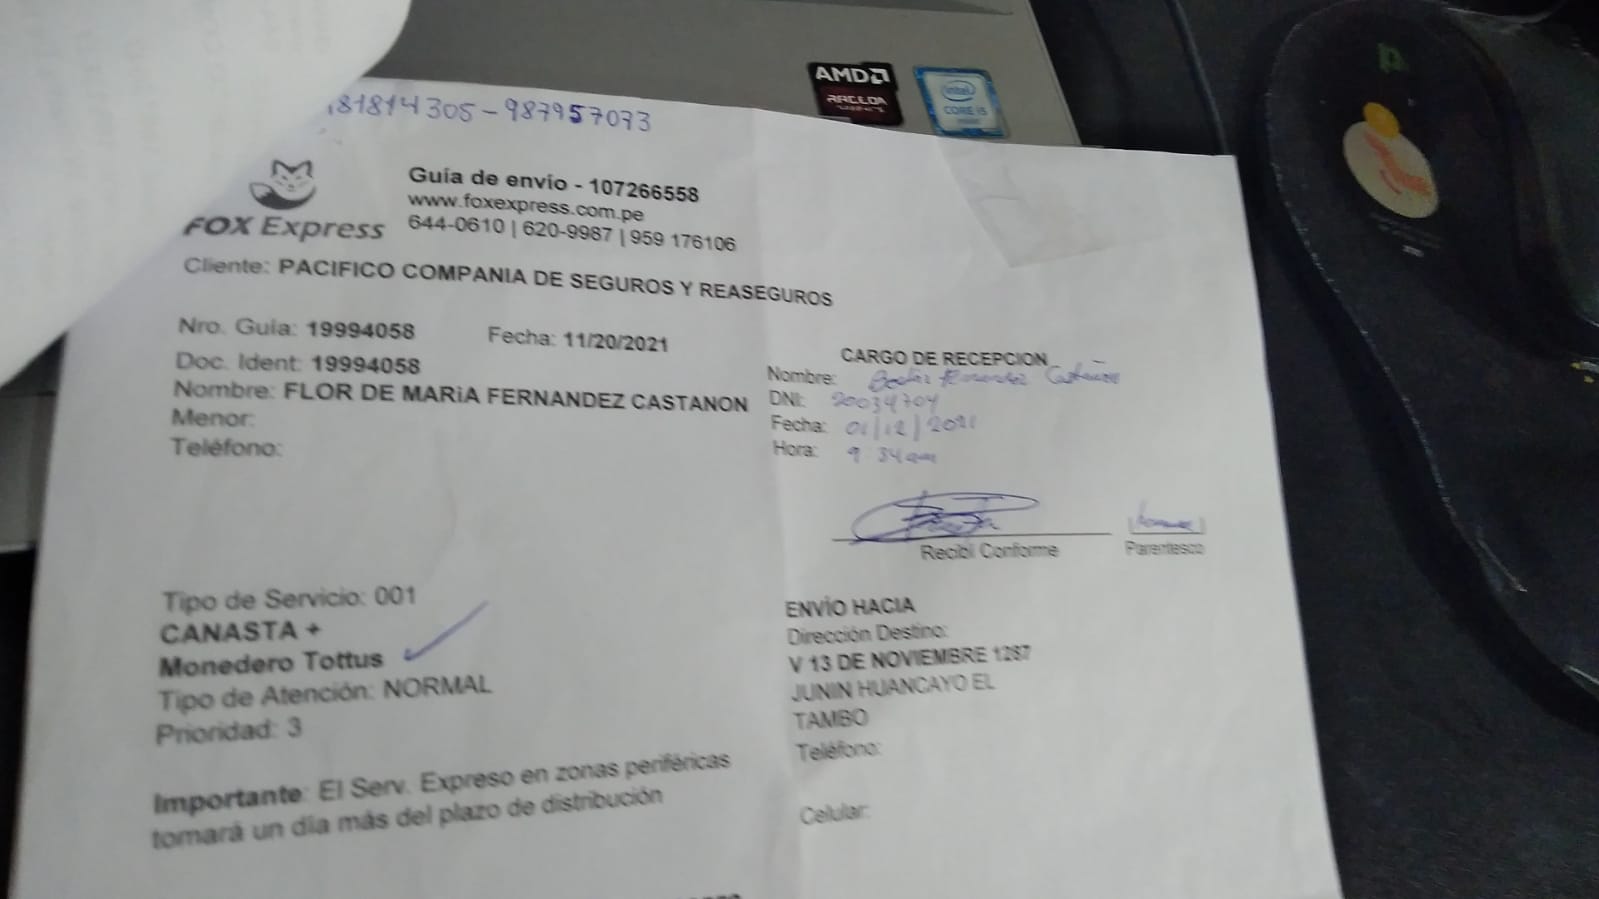 AMD
RADEON
intel
CORE i5
81814305 - 987957073
FOX Express
Guía de envío - 107266558
www.foxexpress.com.pe
644-0610 | 620-9987 | 959 176106
Cliente: PACIFICO COMPANIA DE SEGUROS Y REASEGUROS
Nro. Guía: 19994058 Fecha: 11/20/2021
Doc. Ident: 19994058
Nombre: FLOR DE MARiA FERNANDEZ CASTANON
Menor:
Teléfono:
CARGO DE RECEPCION
Nombre: Fernandez Castañon
DNI: 20034704
Fecha: 01/12/2021
Hora: 9:34am
Recibí Conforme
Parentesco
Tipo de Servicio: 001
CANASTA +
Monedero Tottus
Tipo de Atención: NORMAL
Prioridad: 3
Importante: El Serv. Expreso en zonas periféricas
tomará un día más del plazo de distribución
ENVÍO HACIA
Dirección Destino:
V 13 DE NOVIEMBRE 1287
JUNIN HUANCAYO EL
TAMBO
Teléfono:
Celular: